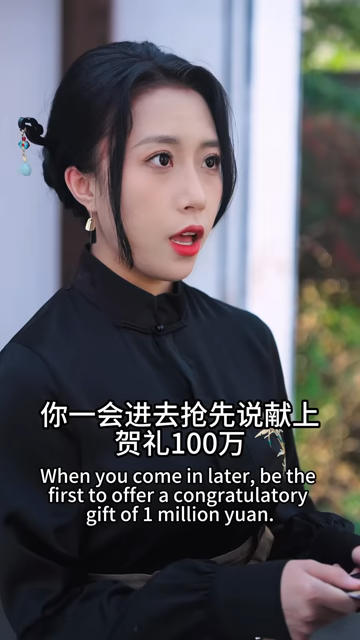 你一会进去抢先说献上
贺礼100万
When you come in later, be the
first to offer a congratulatory
gift of 1 million yuan.